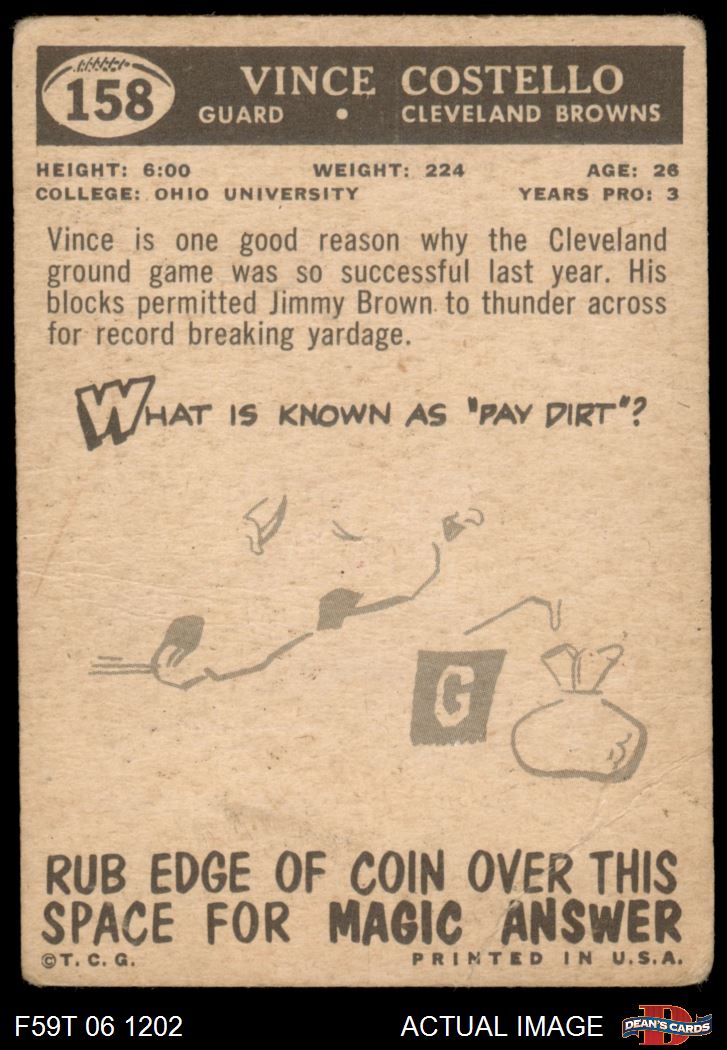 158
VINCE COSTELLO
GUARD • CLEVELAND BROWNS
HEIGHT: 6:00 WEIGHT: 224 AGE: 26
COLLEGE: OHIO UNIVERSITY YEARS PRO: 3
Vince is one good reason why the Cleveland
ground game was so successful last year. His
blocks permitted Jimmy Brown to thunder across
for record breaking yardage.
WHAT IS KNOWN AS "PAY DIRT"?
G
RUB EDGE OF COIN OVER THIS
SPACE FOR MAGIC ANSWER
©T. C. G. PRINTED IN U.S.A.
F59T 06 1202 ACTUAL IMAGE D DEAN'S CARDS